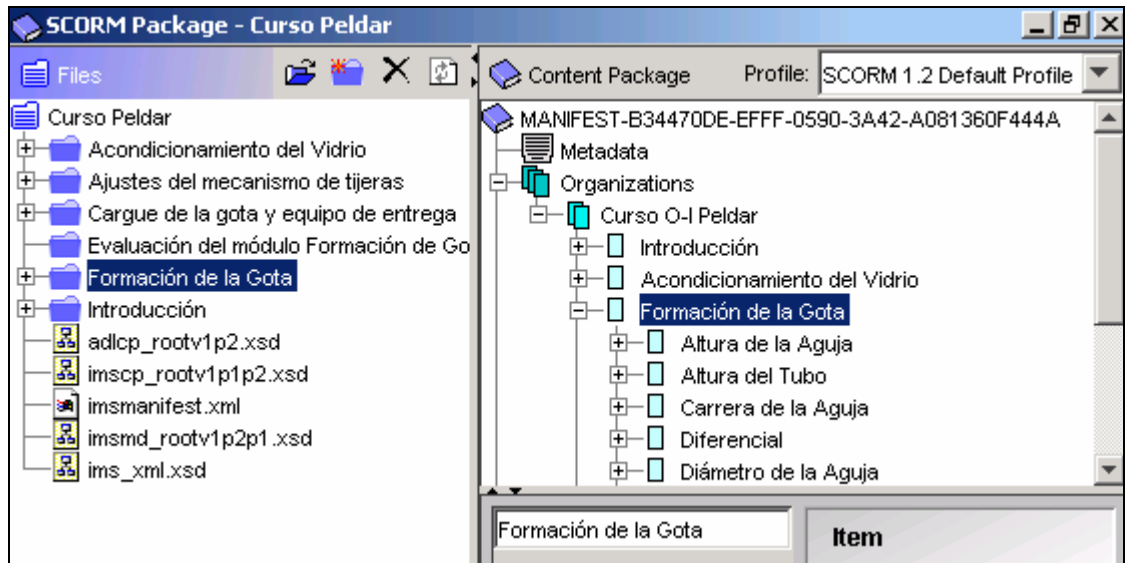 SCORM Package - Curso Peldar
Files
Curso Peldar
Acondicionamiento del Vidrio
Ajustes del mecanismo de tijeras
Cargue de la gota y equipo de entrega
Evaluación del módulo Formación de Go
Formación de la Gota
Introducción
adlcp_rootv1p2.xsd
imscp_rootv1p1p2.xsd
imsmanifest.xml
imsmd_rootv1p2p1.xsd
ims_xml.xsd
Content Package Profile: SCORM 1.2 Default Profile
MANIFEST-B34470DE-EFFF-0590-3A42-A081360F444A
Metadata
Organizations
Curso O-I Peldar
Introducción
Acondicionamiento del Vidrio
Formación de la Gota
Altura de la Aguja
Altura del Tubo
Carrera de la Aguja
Diferencial
Diámetro de la Aguja
Formación de la Gota
Item